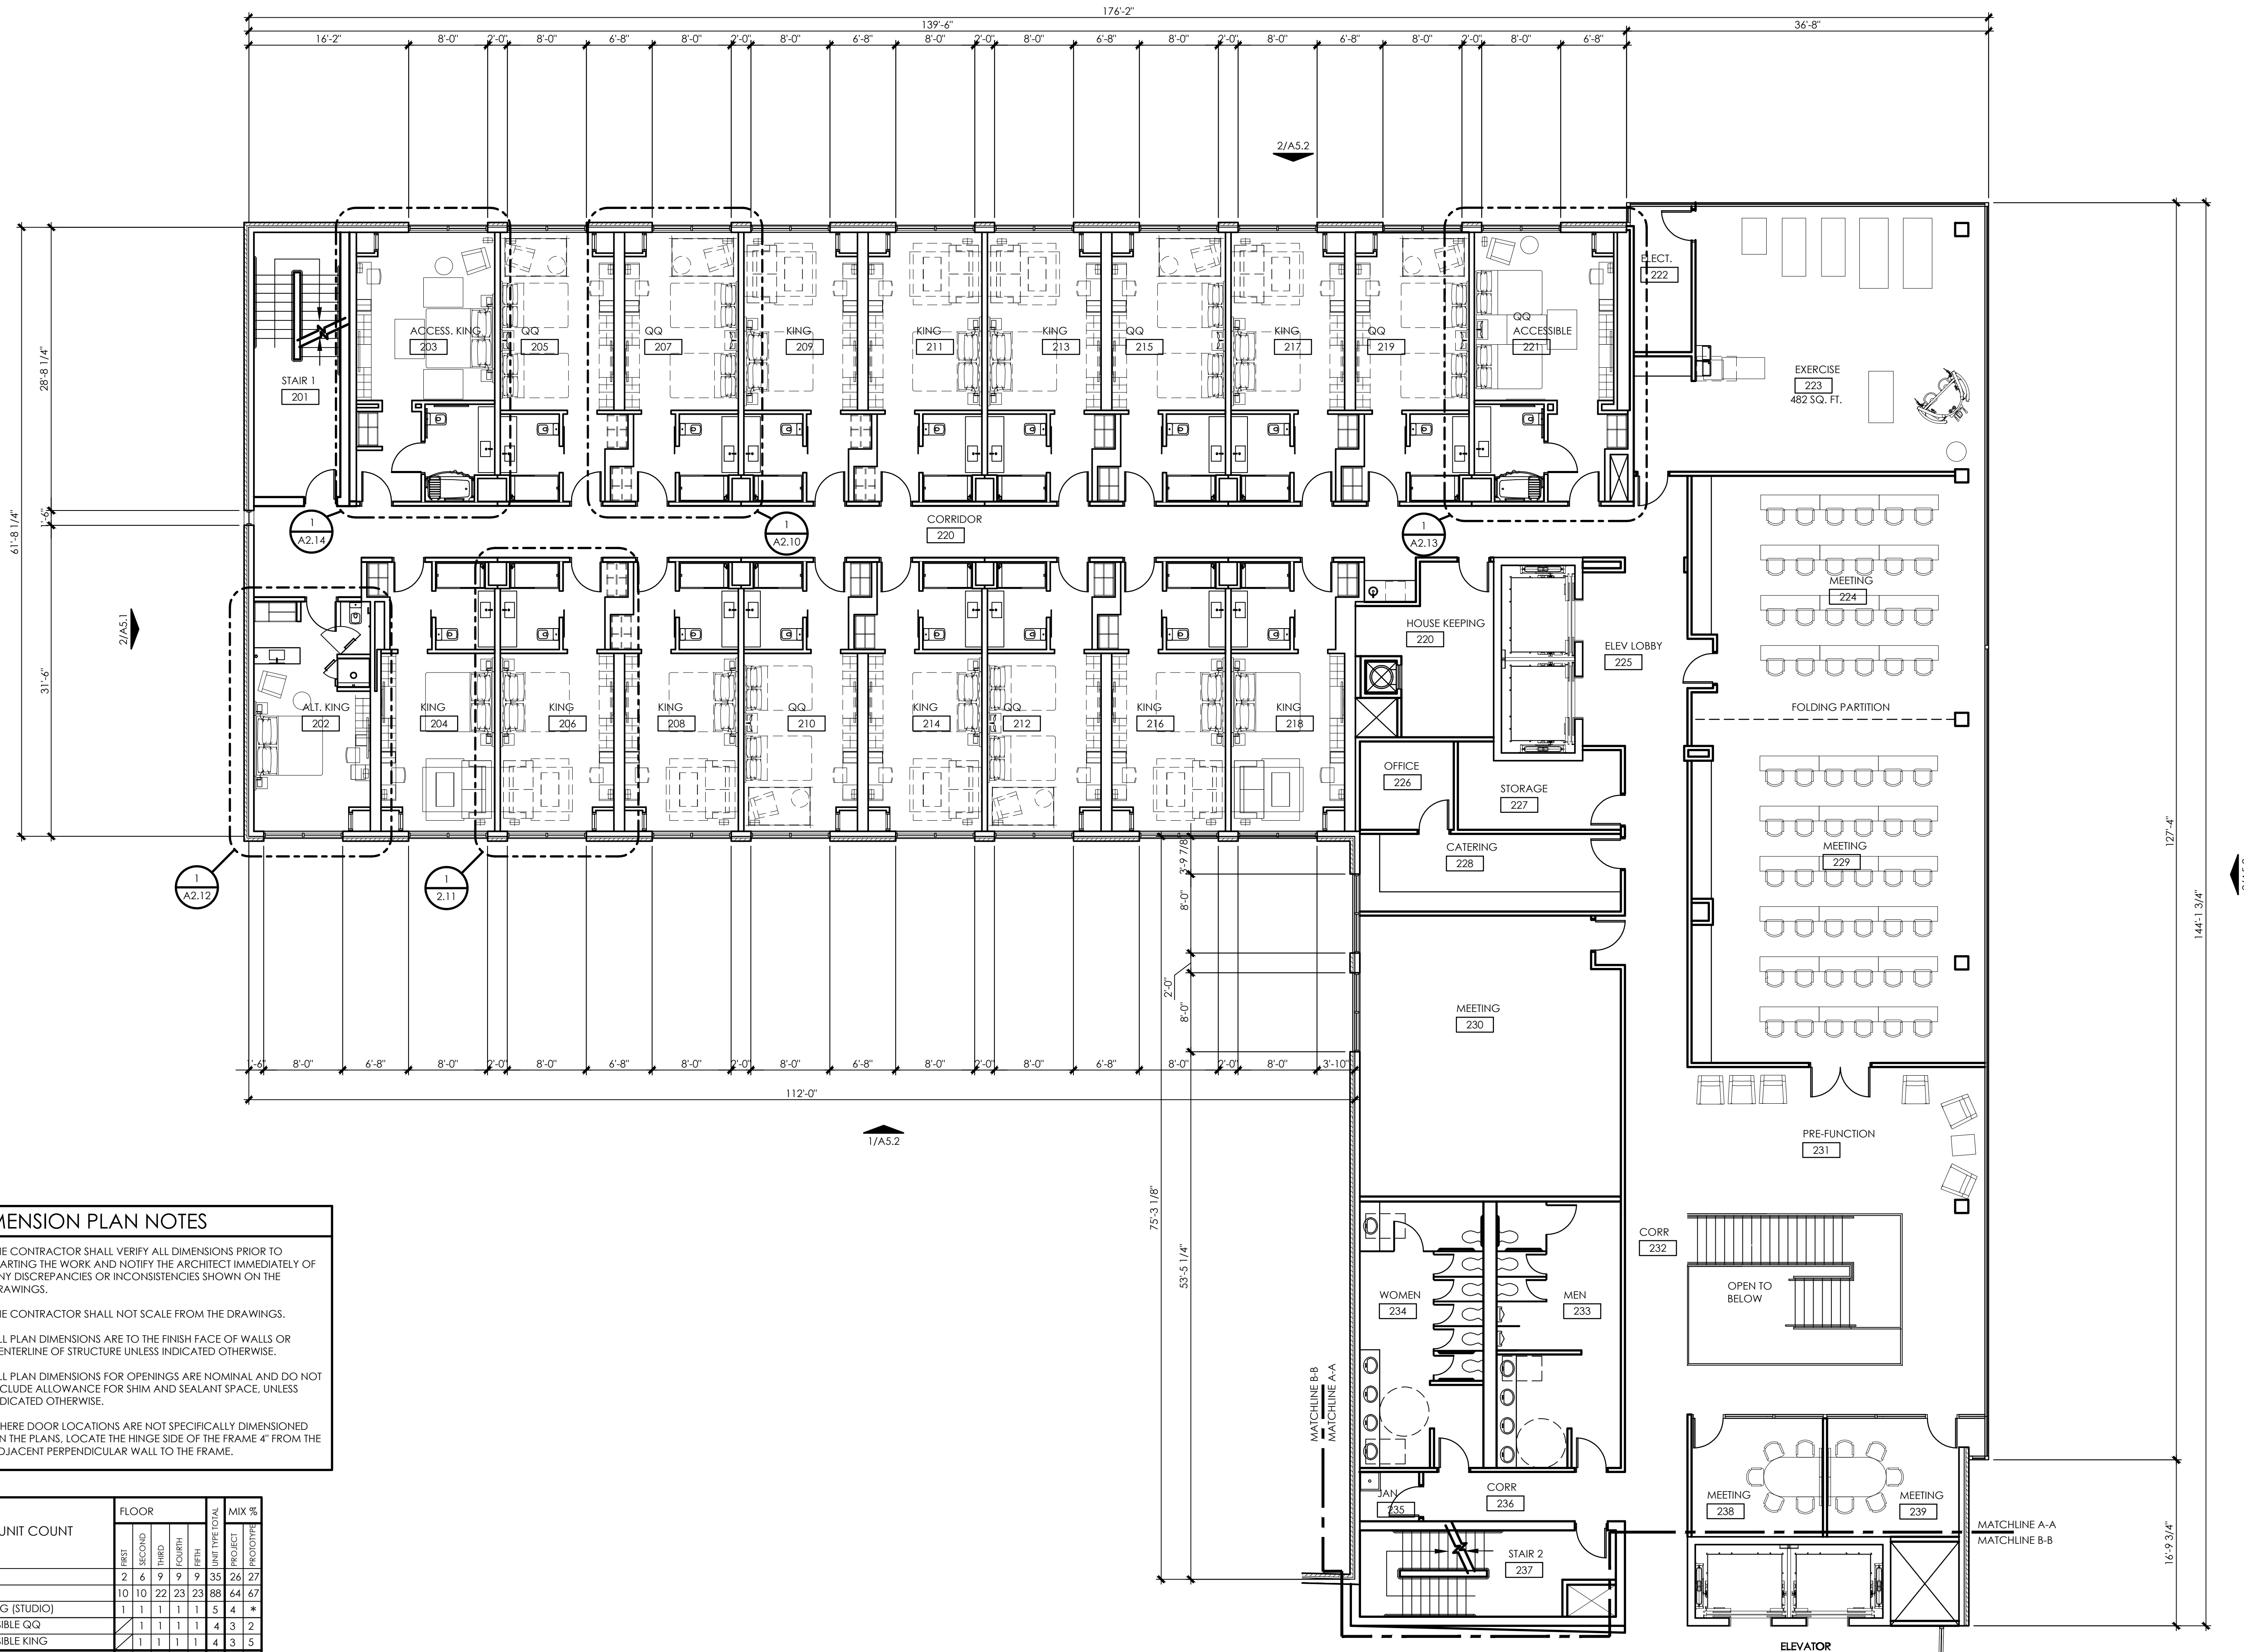 176'-2"
139'-6"
36'-8"
16'-2" 8'-0" 2'-0" 8'-0" 6'-8" 8'-0" 2'-0" 8'-0" 6'-8" 8'-0" 2'-0" 8'-0" 6'-8" 8'-0" 2'-0" 8'-0" 6'-8" 8'-0" 2'-0" 8'-0" 6'-8"
2/A5.2
61'-8 1/4"
28'-8 1/4"
1'-6"
31'-6"
2/A5.1
STAIR 1
201
ACCESS. KING
203
QQ
205
QQ
207
KING
209
KING
211
KING
213
QQ
215
KING
217
QQ
219
QQ
ACCESSIBLE
221
ELECT.
222
EXERCISE
223
482 SQ. FT.
1
A2.14
1
A2.10
CORRIDOR
220
1
A2.13
ALT. KING
202
KING
204
KING
206
KING
208
QQ
210
KING
214
QQ
212
KING
216
KING
218
HOUSE KEEPING
220
ELEV LOBBY
225
MEETING
224
FOLDING PARTITION
OFFICE
226
STORAGE
227
CATERING
228
MEETING
229
1
A2.12
1
2.11
3'-9 7/8"
8'-0"
2'-0"
8'-0"
127'-4"
144'-1 3/4"
MEETING
230
1'-6" 8'-0" 6'-8" 8'-0" 2'-0" 8'-0" 6'-8" 8'-0" 2'-0" 8'-0" 6'-8" 8'-0" 2'-0" 8'-0" 6'-8" 8'-0" 2'-0" 8'-0" 3'-10"
112'-0"
1/A5.2
PRE-FUNCTION
231
75'-3 1/8"
53'-5 1/4"
CORR
232
OPEN TO
BELOW
WOMEN
234
MEN
233
MATCHLINE B-B
MATCHLINE A-A
JAN
235
CORR
236
STAIR 2
237
MEETING
238
MEETING
239
MATCHLINE A-A
MATCHLINE B-B
16'-9 3/4"
ELEVATOR
MENSION PLAN NOTES
HE CONTRACTOR SHALL VERIFY ALL DIMENSIONS PRIOR TO
ARTING THE WORK AND NOTIFY THE ARCHITECT IMMEDIATELY OF
NY DISCREPANCIES OR INCONSISTENCIES SHOWN ON THE
RAWINGS.
HE CONTRACTOR SHALL NOT SCALE FROM THE DRAWINGS.
LL PLAN DIMENSIONS ARE TO THE FINISH FACE OF WALLS OR
ENTERLINE OF STRUCTURE UNLESS INDICATED OTHERWISE.
LL PLAN DIMENSIONS FOR OPENINGS ARE NOMINAL AND DO NOT
CLUDE ALLOWANCE FOR SHIM AND SEALANT SPACE, UNLESS
DICATED OTHERWISE.
HERE DOOR LOCATIONS ARE NOT SPECIFICALLY DIMENSIONED
N THE PLANS, LOCATE THE HINGE SIDE OF THE FRAME 4" FROM THE
DJACENT PERPENDICULAR WALL TO THE FRAME.
UNIT COUNT
FLOOR MIX %
FIRST SECOND THIRD FOURTH FIFTH UNIT TYPE TOTAL PROJECT PROTOTYPE
2 6 9 9 9 35 26 27
10 10 22 23 23 88 64 67
G (STUDIO) 1 1 1 1 1 5 4 *
IBLE QQ 1 1 1 1 4 3 2
IBLE KING 1 1 1 1 4 3 5